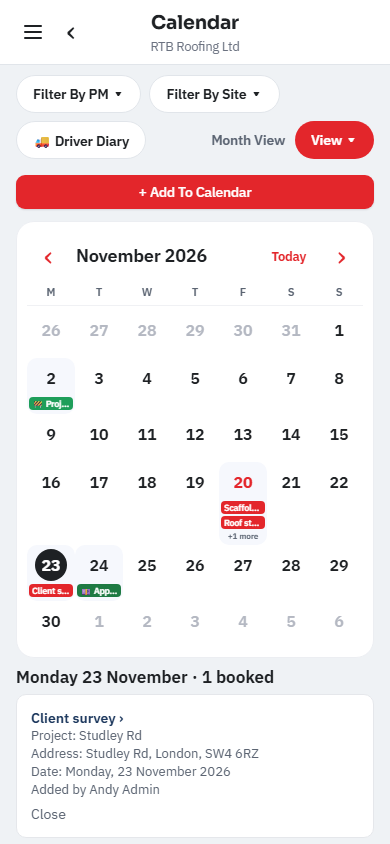 Calendar
RTB Roofing Ltd
Filter By PM
Filter By Site
Driver Diary
Month View
View
+ Add To Calendar
November 2026
Today
M T W T F S S
26 27 28 29 30 31 1
2 3 4 5 6 7 8
Proj...
9 10 11 12 13 14 15
16 17 18 19 20 21 22
Scaffol...
Roof st...
+1 more
23 24 25 26 27 28 29
Client s... App...
30 1 2 3 4 5 6
Monday 23 November · 1 booked
Client survey ›
Project: Studley Rd
Address: Studley Rd, London, SW4 6RZ
Date: Monday, 23 November 2026
Added by Andy Admin
Close